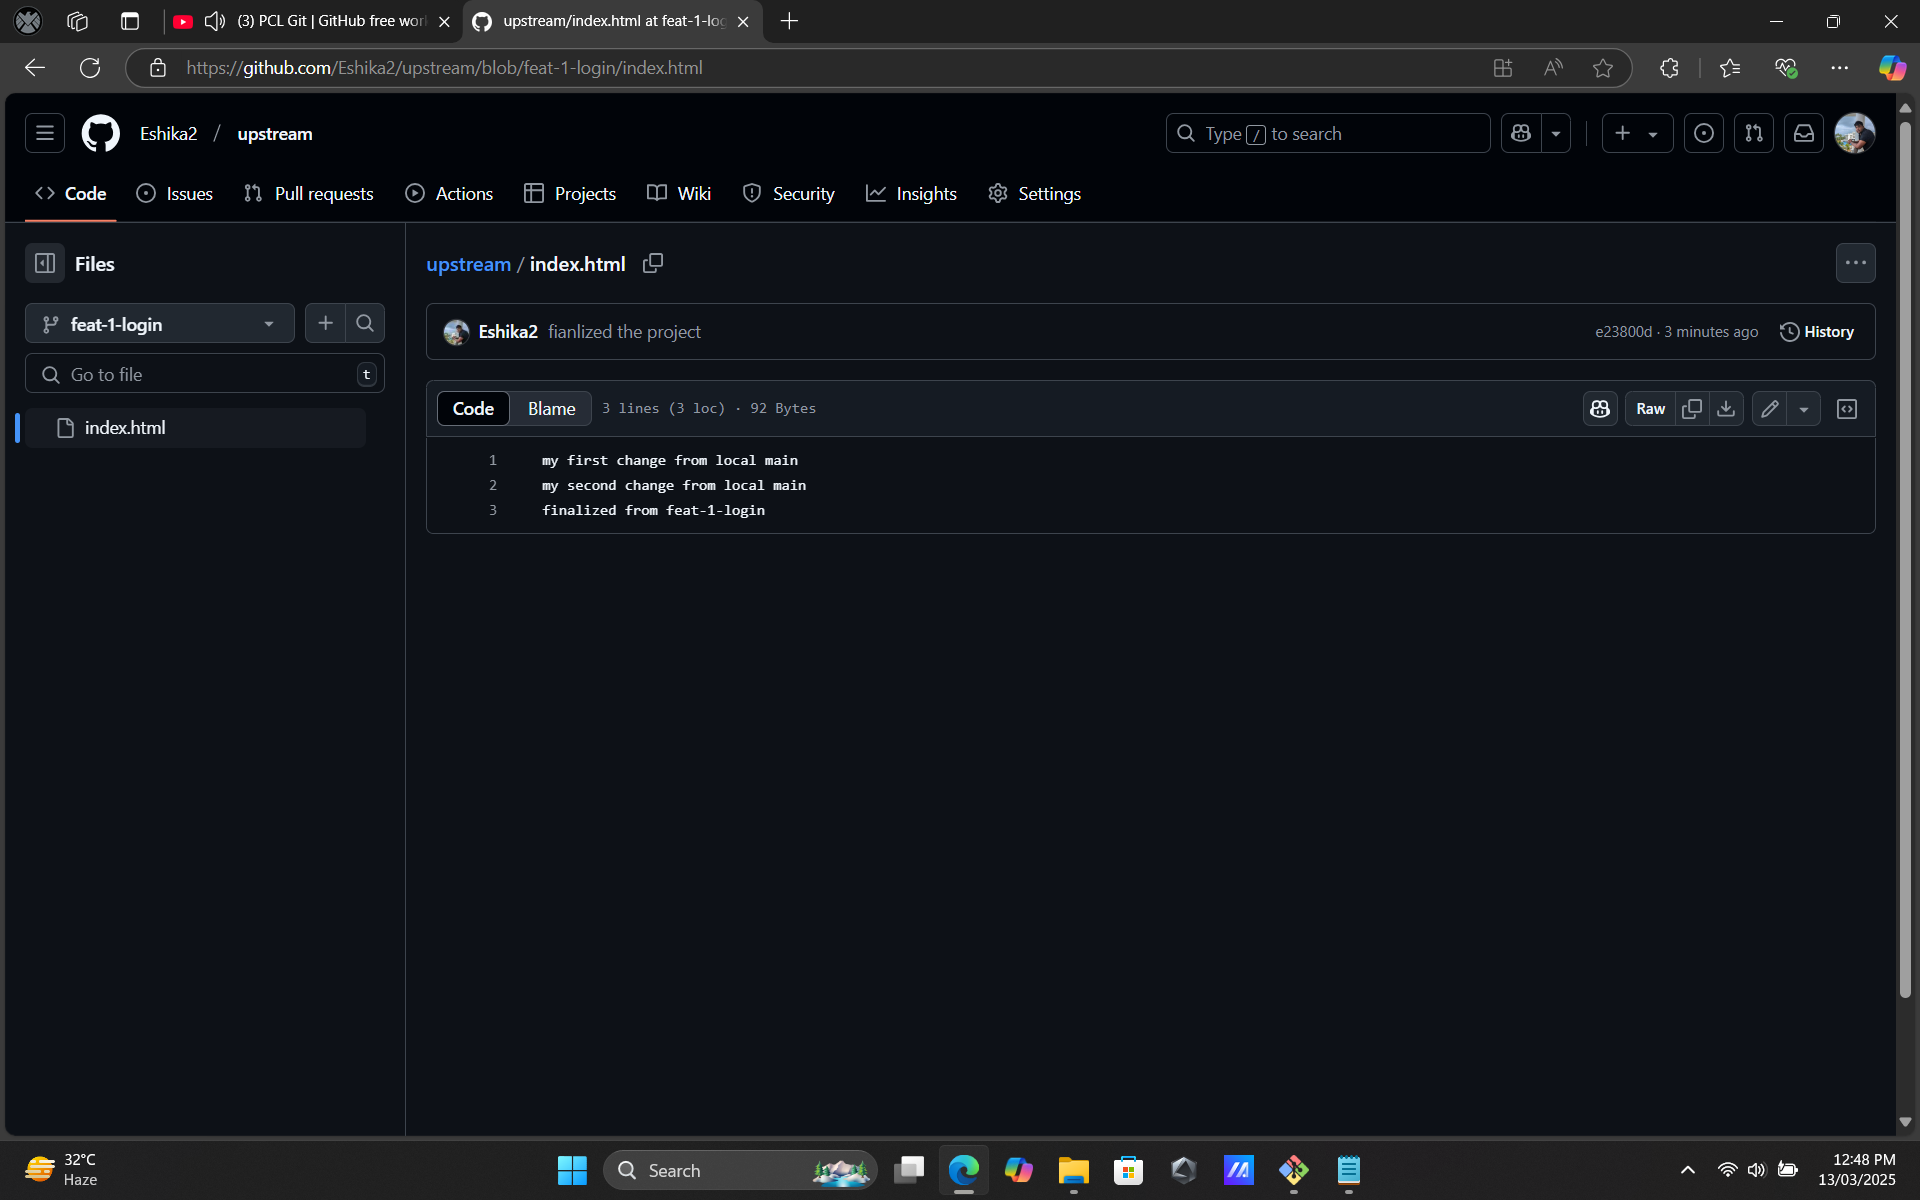 (3) PCL Git | GitHub free wor
upstream/index.html at feat-1-log
https://github.com/Eshika2/upstream/blob/feat-1-login/index.html
Eshika2 / upstream
Type / to search
Code
Issues
Pull requests
Actions
Projects
Wiki
Security
Insights
Settings
Files
upstream / index.html
feat-1-login
Eshika2 fianlized the project
e23800d · 3 minutes ago
History
Go to file
t
Code
Blame
3 lines (3 loc) · 92 Bytes
Raw
index.html
1 my first change from local main
2 my second change from local main
3 finalized from feat-1-login
32°C
Haze
Search
12:48 PM
13/03/2025